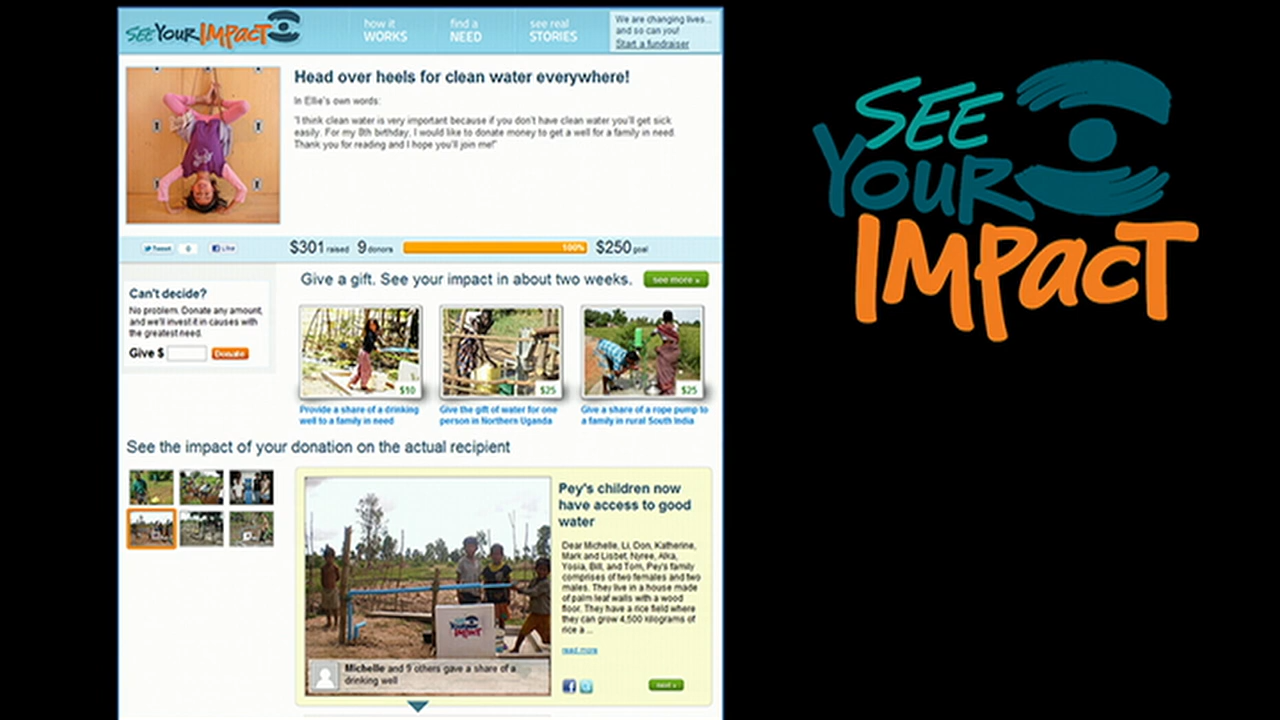 SEE YOUR IMPACT
how it
WORKS
find a
NEED
see real
STORIES
We are changing lives...
and so can you!
Start a fundraiser
Head over heels for clean water everywhere!
In Ellie's own words:
"I think clean water is very important because if you don't have clean water you'll get sick
easily. For my 8th birthday, I would like to donate money to get a well for a family in need.
Thank you for reading and I hope you'll join me!"
Tweet 0 Like
$301 raised 9 donors 100% $250 goal
Can't decide?
No problem. Donate any amount,
and we'll invest it in causes with
the greatest need.
Give $ Donate
Give a gift. See your impact in about two weeks. see more »
$10
$25
$25
Provide a share of a drinking
well to a family in need
Give the gift of water for one
person in Northern Uganda
Give a share of a rope pump to
a family in rural South India
See the impact of your donation on the actual recipient
SEE
YOUR
IMPACT
Michelle and 9 others gave a share of a
drinking well
Pey's children now
have access to good
water
Dear Michelle, Li, Don, Katherine,
Mark and Lisbet, Nyree, Alka,
Yosia, Bill, and Tom, Pey's family
comprises of two females and two
males. They live in a house made
of palm leaf walls with a wood
floor. They have a rice field where
they can grow 4,500 kilograms of
rice a ...
read more
next »
SEE
YOUR
IMPACT